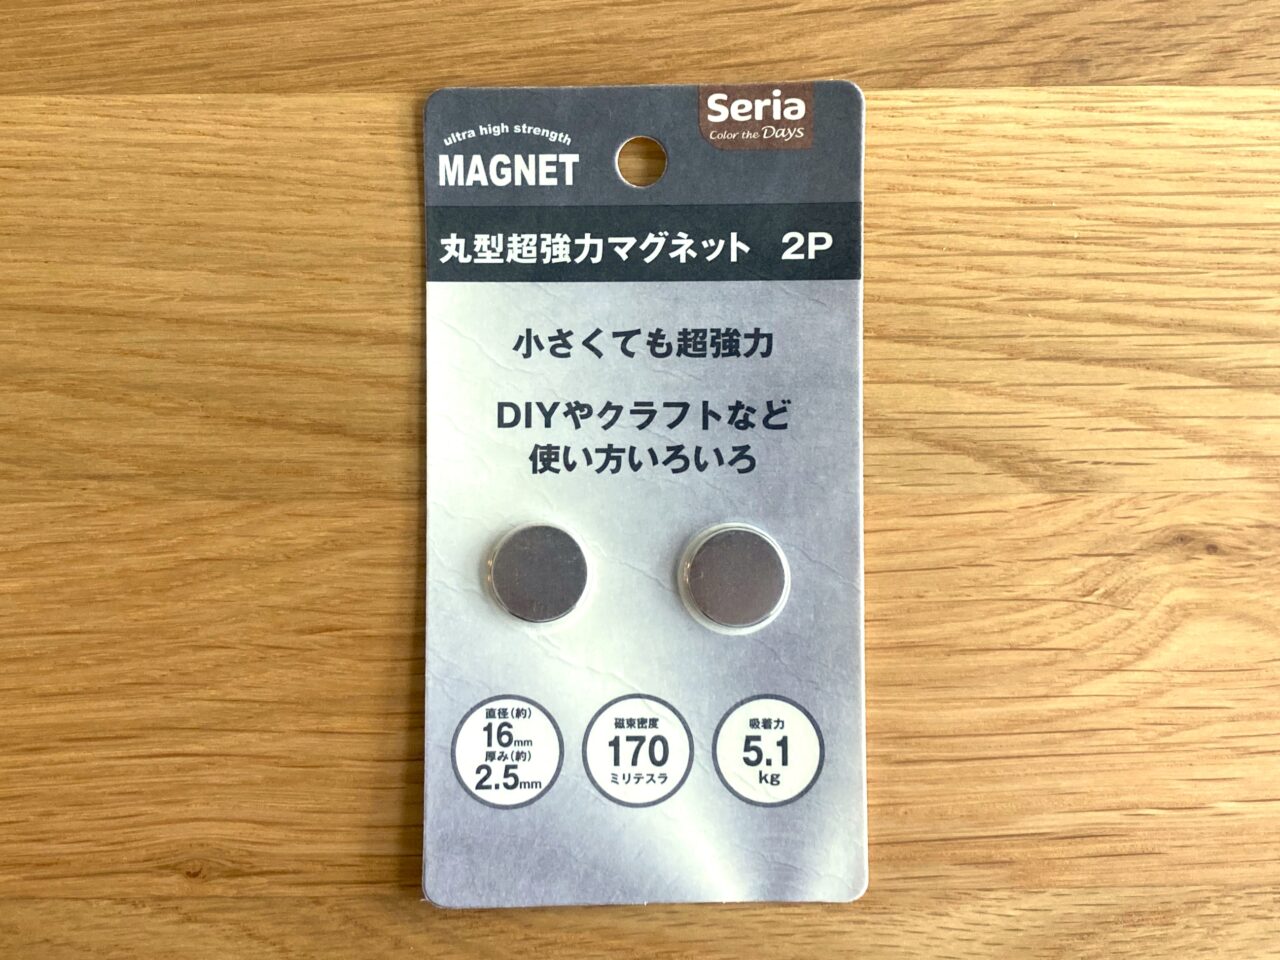 Seria
Color the Days
ultra high strength
MAGNET
丸型超強力マグネット 2P
小さくても超強力
DIYやクラフトなど
使い方いろいろ
直径(約)
16mm
厚み(約)
2.5mm
磁束密度
170
ミリテスラ
吸着力
5.1
kg